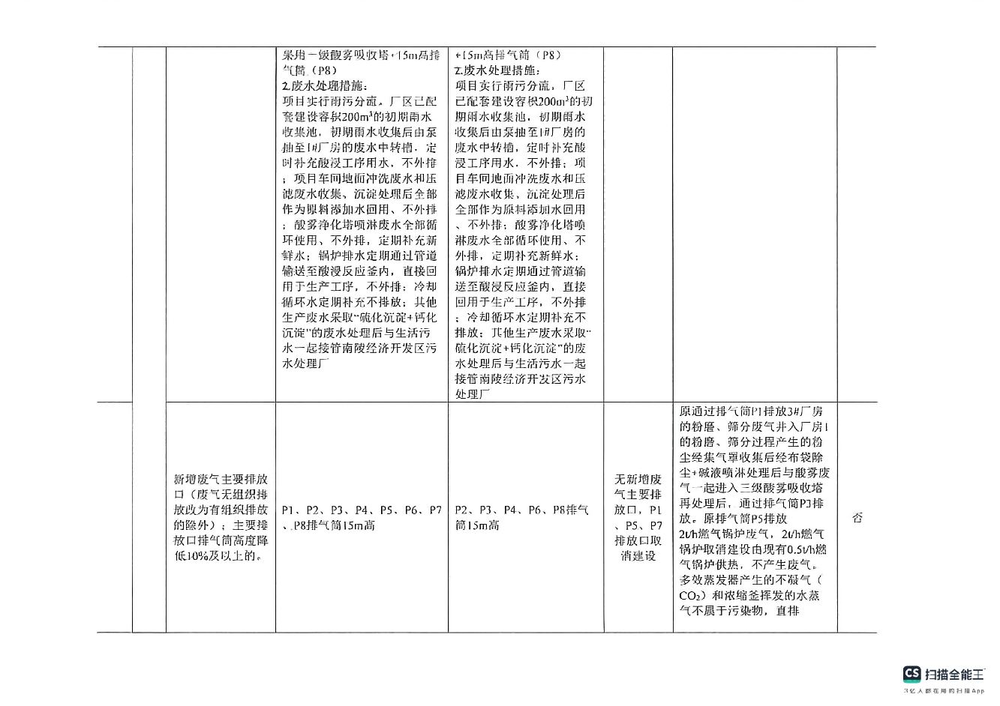 采用一级酸雾吸收塔+15m高排
气筒（P8）
2.废水处理措施：
项目实行雨污分流。厂区已配
套建设容积200m³的初期雨水
收集池，初期雨水收集后由泵
抽至1#厂房的废水中转槽，定
时补充酸浸工序用水，不外排
；项目车间地面冲洗废水和压
滤废水收集、沉淀处理后全部
作为原料添加水回用、不外排
；酸雾净化塔喷淋废水全部循
环使用、不外排，定期补充新
鲜水；锅炉排水定期通过管道
输送至酸浸反应釜内，直接回
用于生产工序，不外排；冷却
循环水定期补充不排放；其他
生产废水采取“硫化沉淀+钙化
沉淀”的废水处理后与生活污
水一起接管南陵经济开发区污
水处理厂
+15m高排气筒（P8）
2.废水处理措施：
项目实行雨污分流，厂区
已配套建设容积200m³的初
期雨水收集池，初期雨水
收集后由泵抽至1#厂房的
废水中转槽，定时补充酸
浸工序用水，不外排；项
目车间地面冲洗废水和压
滤废水收集、沉淀处理后
全部作为原料添加水回用
、不外排；酸雾净化塔喷
淋废水全部循环使用、不
外排，定期补充新鲜水；
锅炉排水定期通过管道输
送至酸浸反应釜内，直接
回用于生产工序，不外排
；冷却循环水定期补充不
排放；其他生产废水采取“
硫化沉淀+钙化沉淀”的废
水处理后与生活污水一起
接管南陵经济开发区污水
处理厂
新增废气主要排放
口（废气无组织排
放改为有组织排放
的除外）；主要排
放口排气筒高度降
低10%及以上的。
P1、P2、P3、P4、P5、P6、P7
、P8排气筒15m高
P2、P3、P4、P6、P8排气
筒15m高
无新增废
气主要排
放口，P1
、P5、P7
排放口取
消建设
原通过排气筒P1排放3#厂房
的粉磨、筛分废气并入厂房1
的粉磨、筛分过程产生的粉
尘经集气罩收集后经布袋除
尘+碱液喷淋处理后与酸雾废
气一起进入三级酸雾吸收塔
再处理后，通过排气筒P3排
放。原排气筒P5排放
2t/h燃气锅炉废气，2t/h燃气
锅炉取消建设由现有0.5t/h燃
气锅炉供热，不产生废气。
多效蒸发器产生的不凝气（
CO₂）和浓缩釜挥发的水蒸
气不属于污染物，直排
否
CS 扫描全能王
3亿人都在用的扫描App